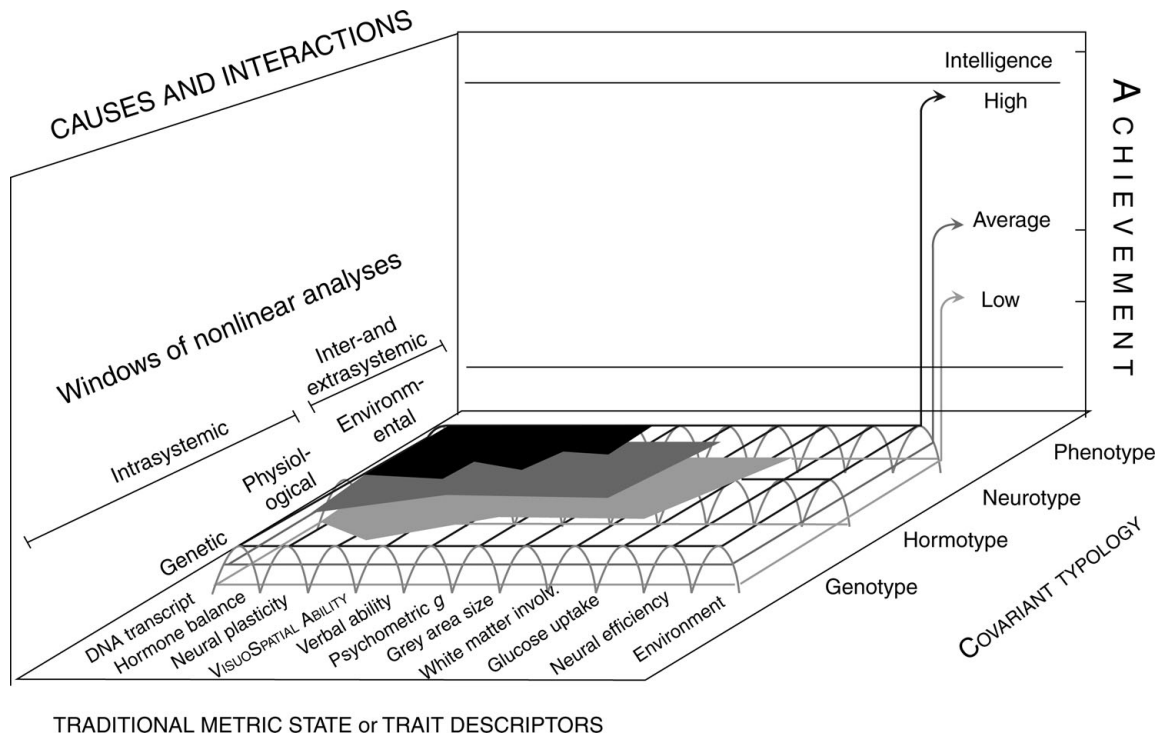 CAUSES AND INTERACTIONS
Intelligence
High
Average
Low
ACHIEVEMENT
Windows of nonlinear analyses
Inter-and
extrasystemic
Intrasystemic
Environm-
ental
Physiol-
ogical
Genetic
Phenotype
Neurotype
Hormotype
Genotype
COVARIANT TYPOLOGY
DNA transcript
Hormone balance
Neural plasticity
VISUOSPATIAL ABILITY
Verbal ability
Psychometric g
Grey area size
White matter involv.
Glucose uptake
Neural efficiency
Environment
TRADITIONAL METRIC STATE or TRAIT DESCRIPTORS